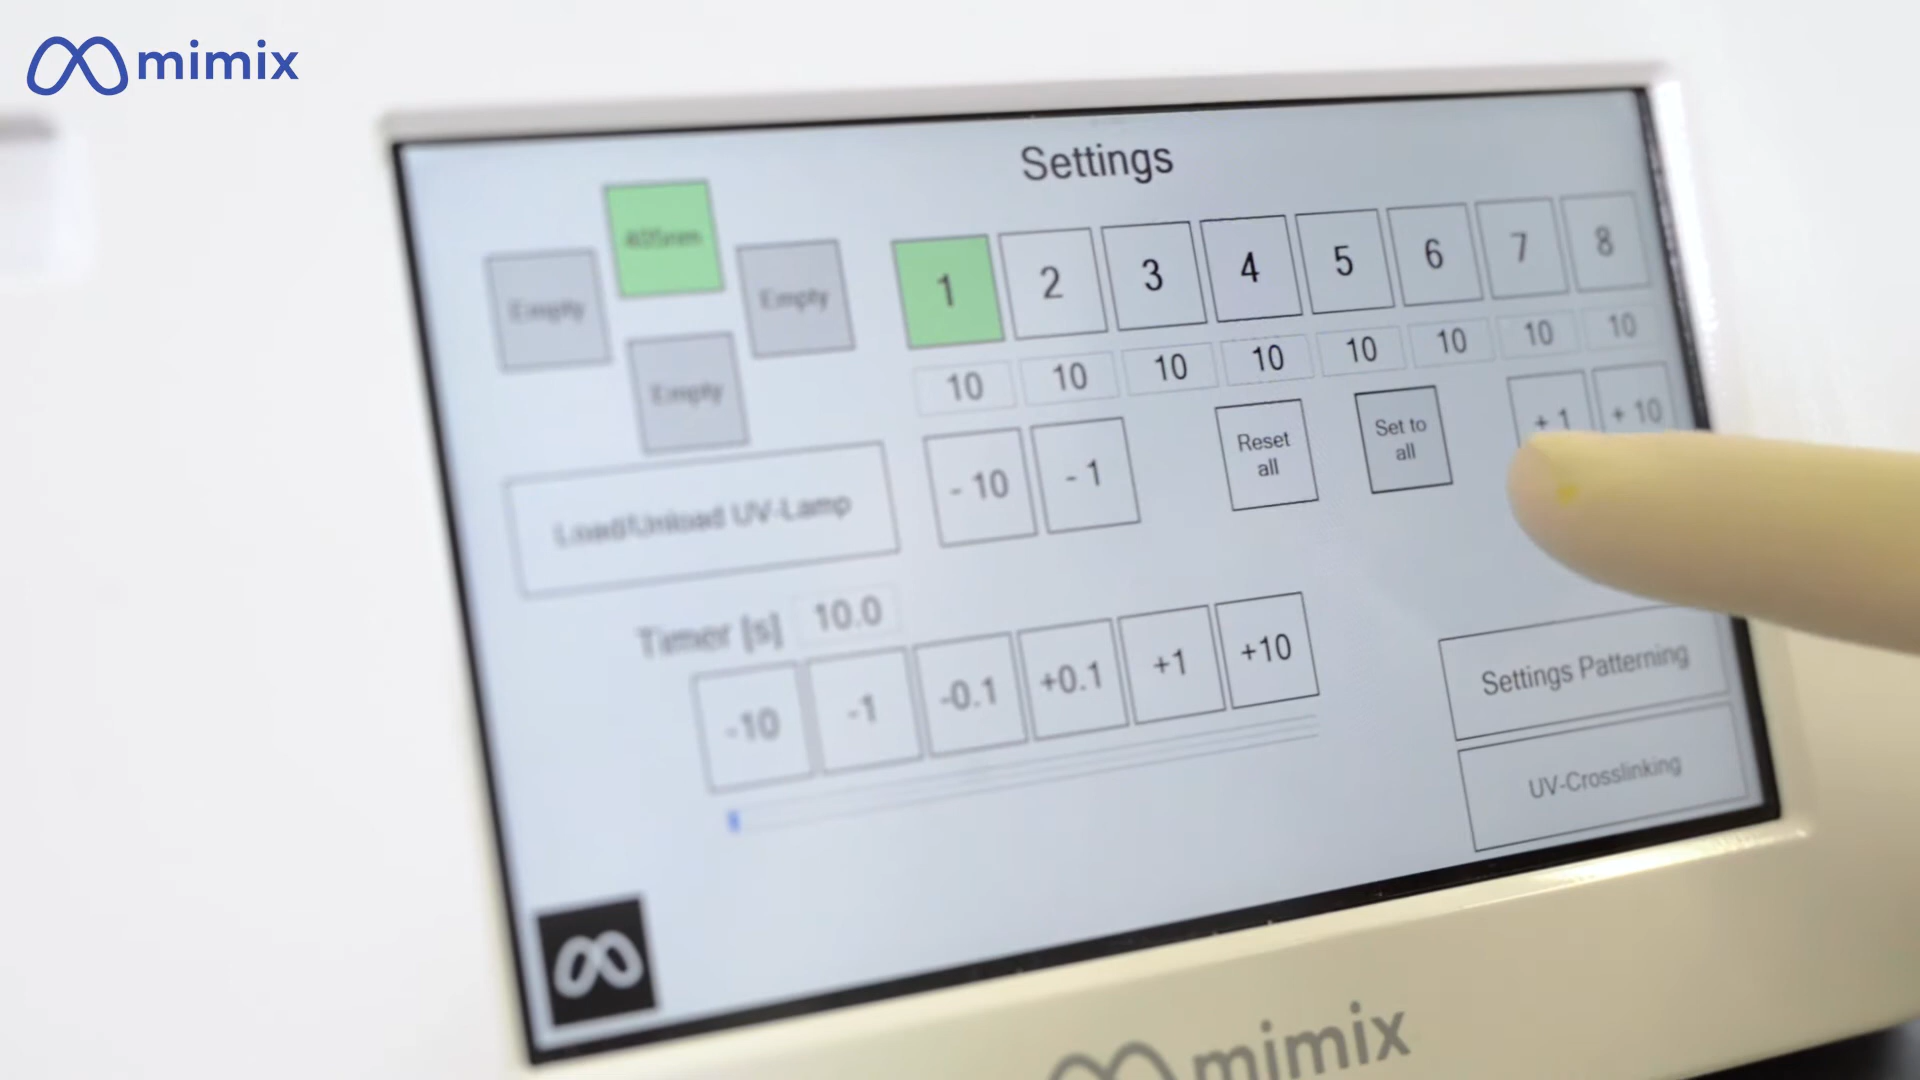 mimix
Settings
Empty
405nm
Empty
Empty
1 2 3 4 5 6 7 8
10 10 10 10 10 10 10 10
- 10 - 1
Reset
all
Set to
all
+ 1 + 10
Load/Unload UV-Lamp
Timer [s] 10.0
-10 -1 -0.1 +0.1 +1 +10
Settings Patterning
UV-Crosslinking
mimix